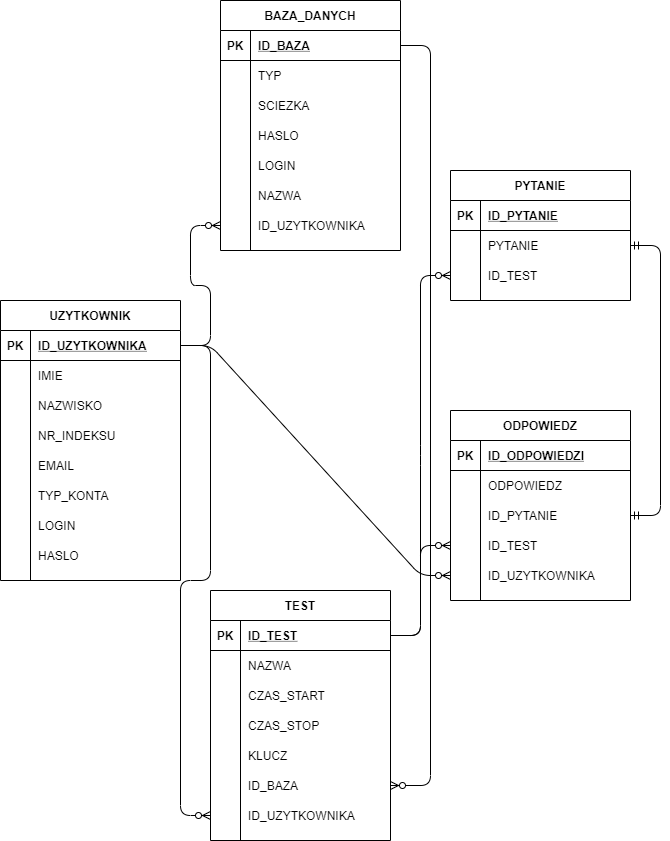 BAZA_DANYCH
PK ID_BAZA
TYP
SCIEZKA
HASLO
LOGIN
NAZWA
ID_UZYTKOWNIKA
PYTANIE
PK ID_PYTANIE
PYTANIE
ID_TEST
UZYTKOWNIK
PK ID_UZYTKOWNIKA
IMIE
NAZWISKO
NR_INDEKSU
EMAIL
TYP_KONTA
LOGIN
HASLO
ODPOWIEDZ
PK ID_ODPOWIEDZI
ODPOWIEDZ
ID_PYTANIE
ID_TEST
ID_UZYTKOWNIKA
TEST
PK ID_TEST
NAZWA
CZAS_START
CZAS_STOP
KLUCZ
ID_BAZA
ID_UZYTKOWNIKA